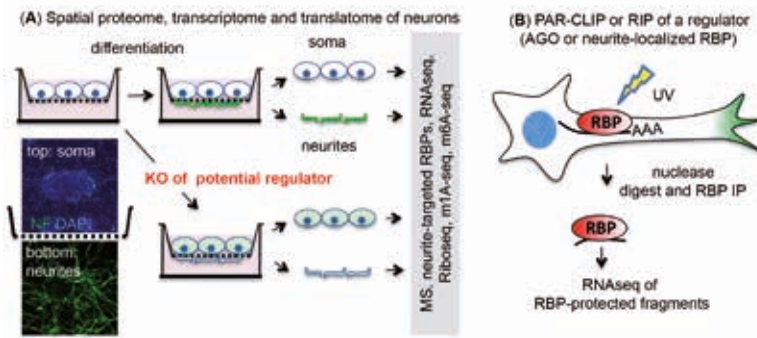 (A) Spatial proteome, transcriptome and translatome of neurons
differentiation
soma
neurites
KO of potential regulator
top: soma
NF DAPI
bottom:
neurites
MS, neurite-targeted RBPs, RNAseq,
Riboseq, m1A-seq, m6A-seq
(B) PAR-CLIP or RIP of a regulator
(AGO or neurite-localized RBP)
UV
RBP
AAA
nuclease
digest and RBP IP
RBP
RNAseq of
RBP-protected fragments